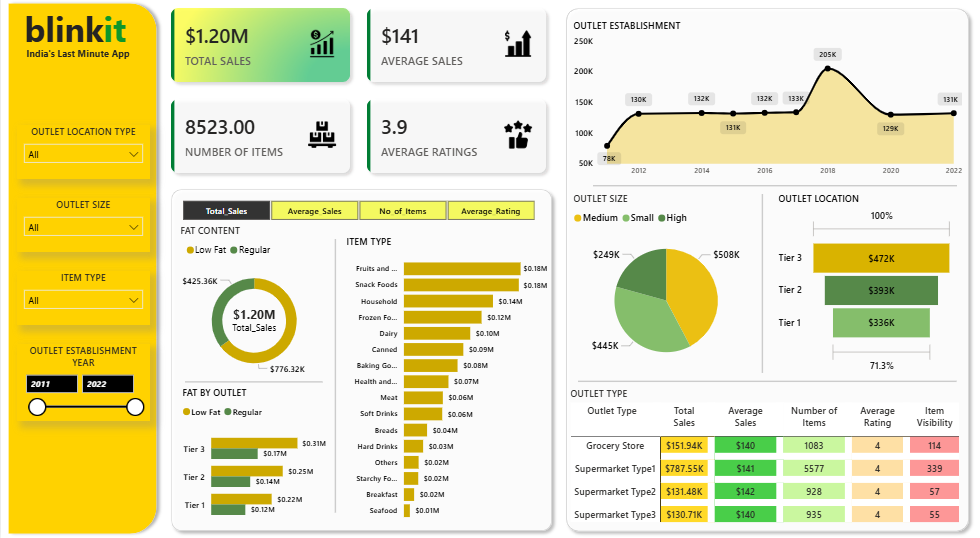 blinkit
India's Last Minute App
OUTLET LOCATION TYPE
All
OUTLET SIZE
All
ITEM TYPE
All
OUTLET ESTABLISHMENT
YEAR
2011 2022
$1.20M
TOTAL SALES
$141
AVERAGE SALES
8523.00
NUMBER OF ITEMS
3.9
AVERAGE RATINGS
Total_Sales Average_Sales No_of_Items Average_Rating
FAT CONTENT
Low Fat Regular
$425.36K
$1.20M
Total_Sales
$776.32K
FAT BY OUTLET
Low Fat Regular
Tier 3 $0.31M
$0.17M
Tier 2 $0.25M
$0.14M
Tier 1 $0.22M
$0.12M
ITEM TYPE
Fruits and ... $0.18M
Snack Foods $0.18M
Household $0.14M
Frozen Fo... $0.12M
Dairy $0.10M
Canned $0.09M
Baking Go... $0.08M
Health and... $0.07M
Meat $0.06M
Soft Drinks $0.06M
Breads $0.04M
Hard Drinks $0.03M
Others $0.02M
Starchy Fo... $0.02M
Breakfast $0.02M
Seafood $0.01M
OUTLET ESTABLISHMENT
250K
200K
150K
100K
50K
78K
130K
132K
131K
132K
133K
205K
129K
131K
2012 2014 2016 2018 2020 2022
OUTLET SIZE
Medium Small High
$249K
$508K
$445K
OUTLET LOCATION
100%
Tier 3 $472K
Tier 2 $393K
Tier 1 $336K
71.3%
OUTLET TYPE
Outlet Type Total Average Number of Average Item
Sales Sales Items Rating Visibility
Grocery Store $151.94K $140 1083 4 114
Supermarket Type1 $787.55K $141 5577 4 339
Supermarket Type2 $131.48K $142 928 4 57
Supermarket Type3 $130.71K $140 935 4 55